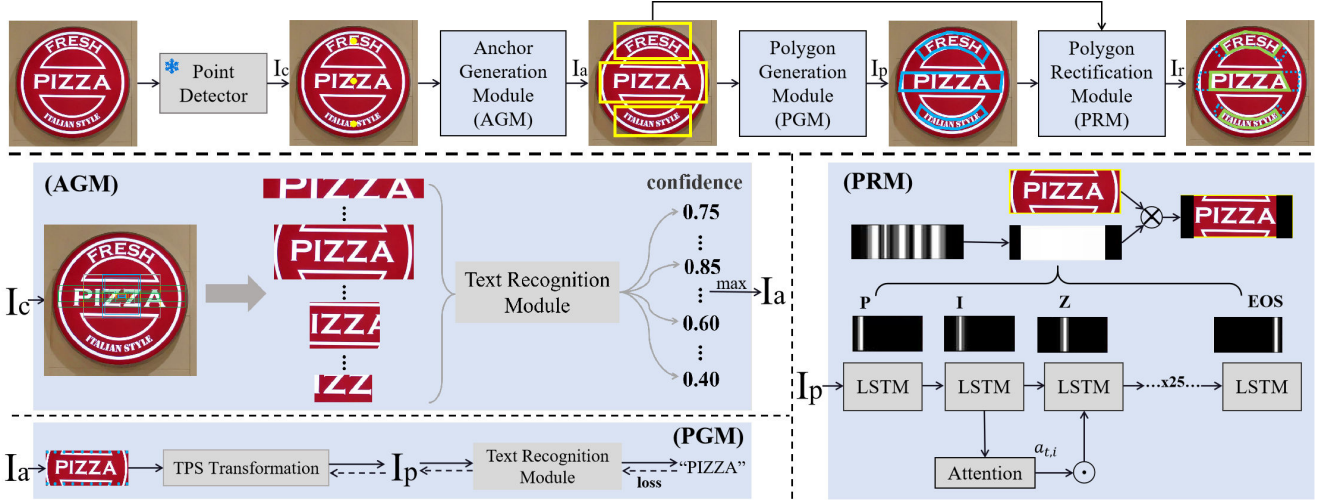 FRESH
PIZZA
ITALIAN STYLE
Point
Detector
Ic
FRESH
PIZZA
ITALIAN STYLE
Anchor
Generation
Module
(AGM)
Ia
FRESH
PIZZA
ITALIAN STYLE
Polygon
Generation
Module
(PGM)
Ip
FRESH
PIZZA
ITALIAN STYLE
Polygon
Rectification
Module
(PRM)
Ir
FRESH
PIZZA
ITALIAN STYLE
(AGM)
Ic
FRESH
PIZZA
ITALIAN STYLE
PIZZA
PIZZA
IZZA
IZZ
Text Recognition
Module
confidence
0.75
0.85
0.60
0.40
max
Ia
(PGM)
Ia
PIZZA
TPS Transformation
Ip
Text Recognition
Module
loss
“PIZZA”
(PRM)
PIZZA
PIZZA
P
I
Z
EOS
Ip
LSTM
LSTM
LSTM
...x25...
LSTM
Attention
at,i